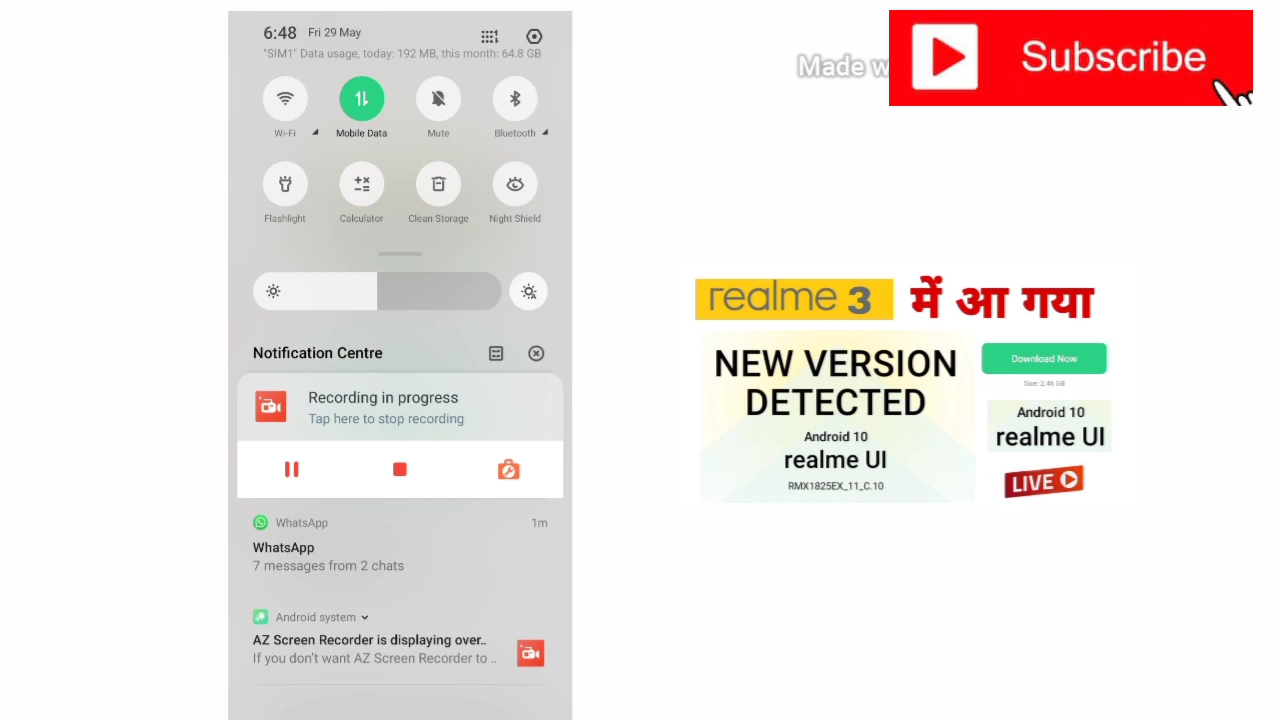 6:48 Fri 29 May
"SIM1" Data usage, today: 192 MB, this month: 64.8 GB
Wi-Fi Mobile Data Mute Bluetooth
Flashlight Calculator Clean Storage Night Shield
Notification Centre
Recording in progress
Tap here to stop recording
WhatsApp 1m
WhatsApp
7 messages from 2 chats
Android system
AZ Screen Recorder is displaying over..
If you don't want AZ Screen Recorder to ..
Made w
Subscribe
realme 3 में आ गया
NEW VERSION
DETECTED
Android 10
realme UI
RMX1825EX_11_C.10
Download Now
Size: 2.46 GB
Android 10
realme UI
LIVE